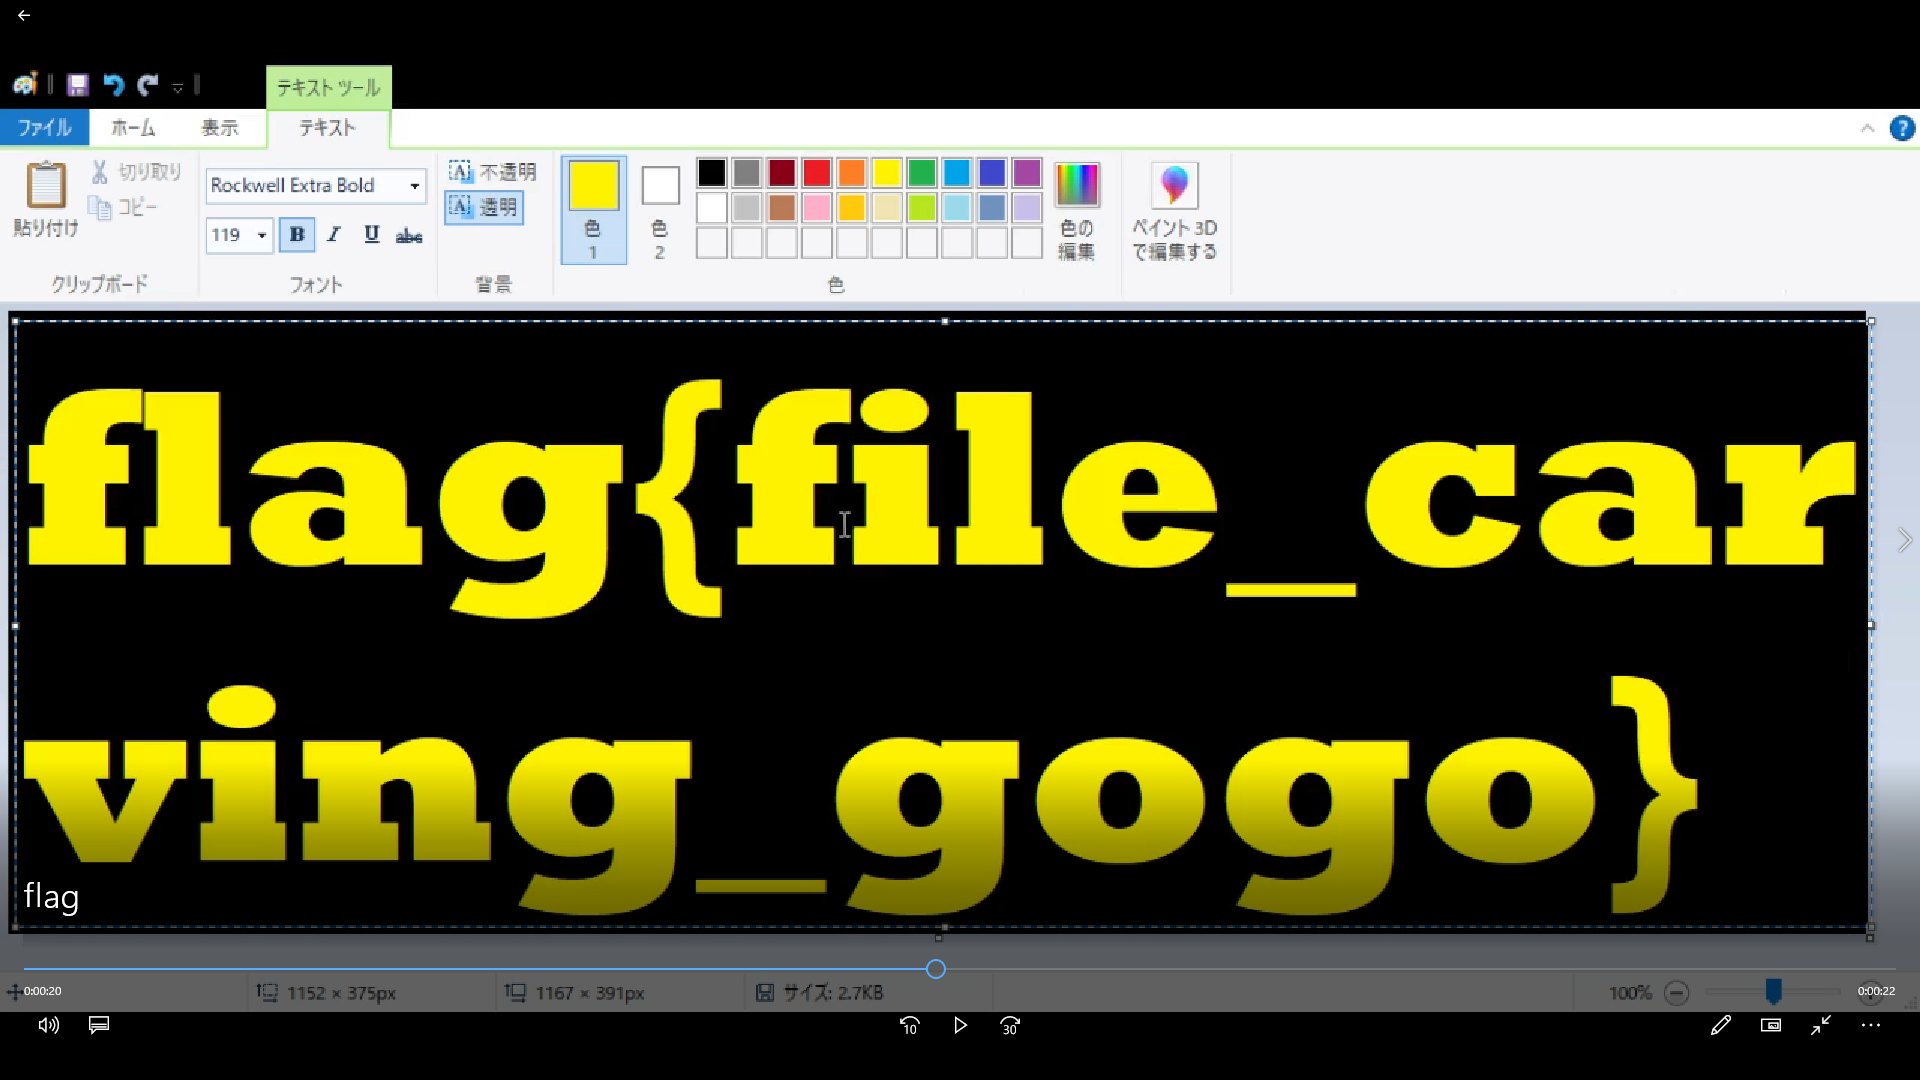 テキスト ツール
ファイル ホーム 表示 テキスト
貼り付け 切り取り コピー
クリップボード
Rockwell Extra Bold
119 B I U abc
フォント
不透明
透明
背景
色 1
色 2
色の 編集
色
ペイント 3D で編集する
flag{file_car
ving_gogo}
flag
0:00:20 1152 × 375px 1167 × 391px サイズ: 2.7KB 100% 0:00:22
10 30